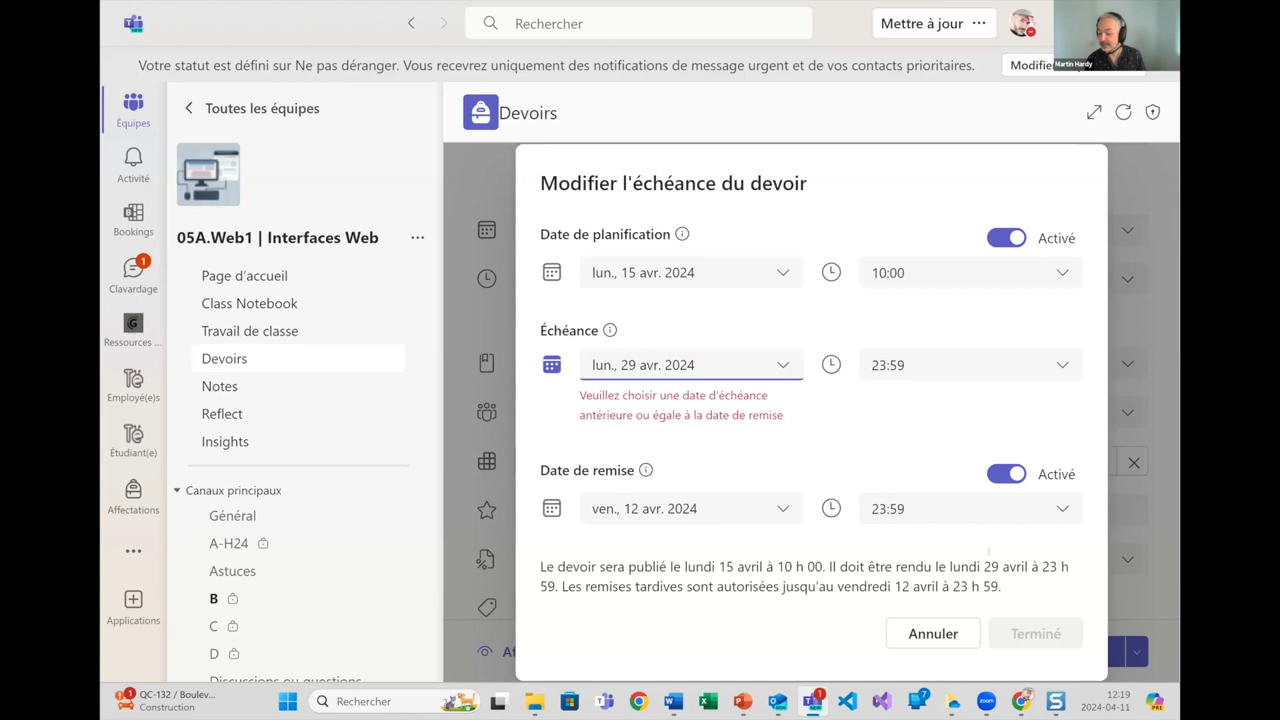 Rechercher
Mettre à jour
Martin Hardy
Votre statut est défini sur Ne pas déranger. Vous recevrez uniquement des notifications de message urgent et de vos contacts prioritaires.
Équipes
Activité
Bookings
1
Clavardage
Ressources ...
Employé(e)s
Étudiant(e)
Affectations
Applications
Toutes les équipes
05A.Web1 | Interfaces Web
Page d'accueil
Class Notebook
Travail de classe
Devoirs
Notes
Reflect
Insights
Canaux principaux
Général
A-H24
Astuces
B
C
D
Discussions ou questions
Devoirs
Modifier l'échéance du devoir
Date de planification
Activé
lun., 15 avr. 2024
10:00
Échéance
lun., 29 avr. 2024
23:59
Veuillez choisir une date d'échéance
antérieure ou égale à la date de remise
Date de remise
Activé
ven., 12 avr. 2024
23:59
Le devoir sera publié le lundi 15 avril à 10 h 00. Il doit être rendu le lundi 29 avril à 23 h
59. Les remises tardives sont autorisées jusqu'au vendredi 12 avril à 23 h 59.
Annuler
Terminé
1
QC-132 / Boulev...
Construction
Rechercher
12:19
2024-04-11